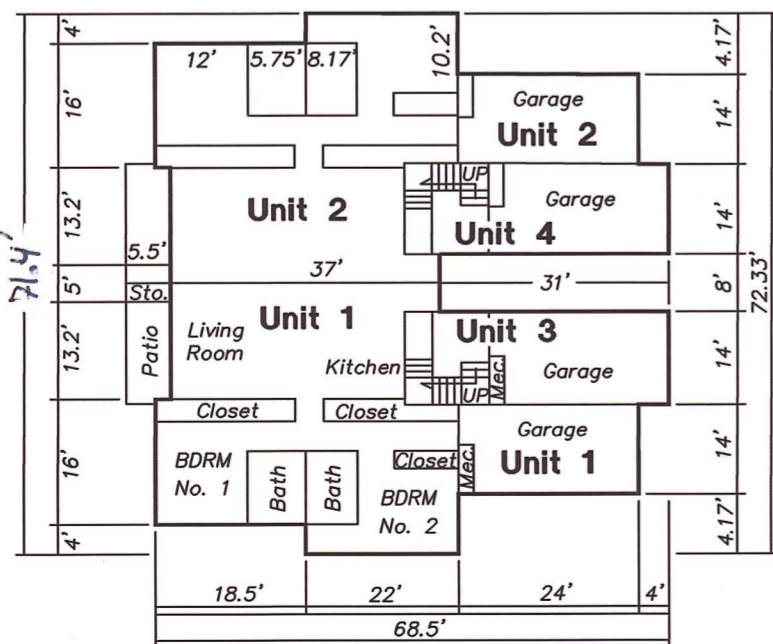 4'
12' 5.75' 8.17' 10.2' 4.17'
16'
Garage
Unit 2
14'
UP
Garage
13.2'
Unit 2
Unit 4
14'
71.4'
5.5'
37'
31'
5'
Sto.
8'
72.33'
Unit 1
Unit 3
Living
Room
13.2'
Patio
Kitchen
Mec.
Garage
14'
UP
Closet Closet
Garage
16'
BDRM
No. 1
Bath
Bath
Closet
Mec.
Unit 1
14'
BDRM
No. 2
4'
4.17'
18.5' 22' 24' 4'
68.5'